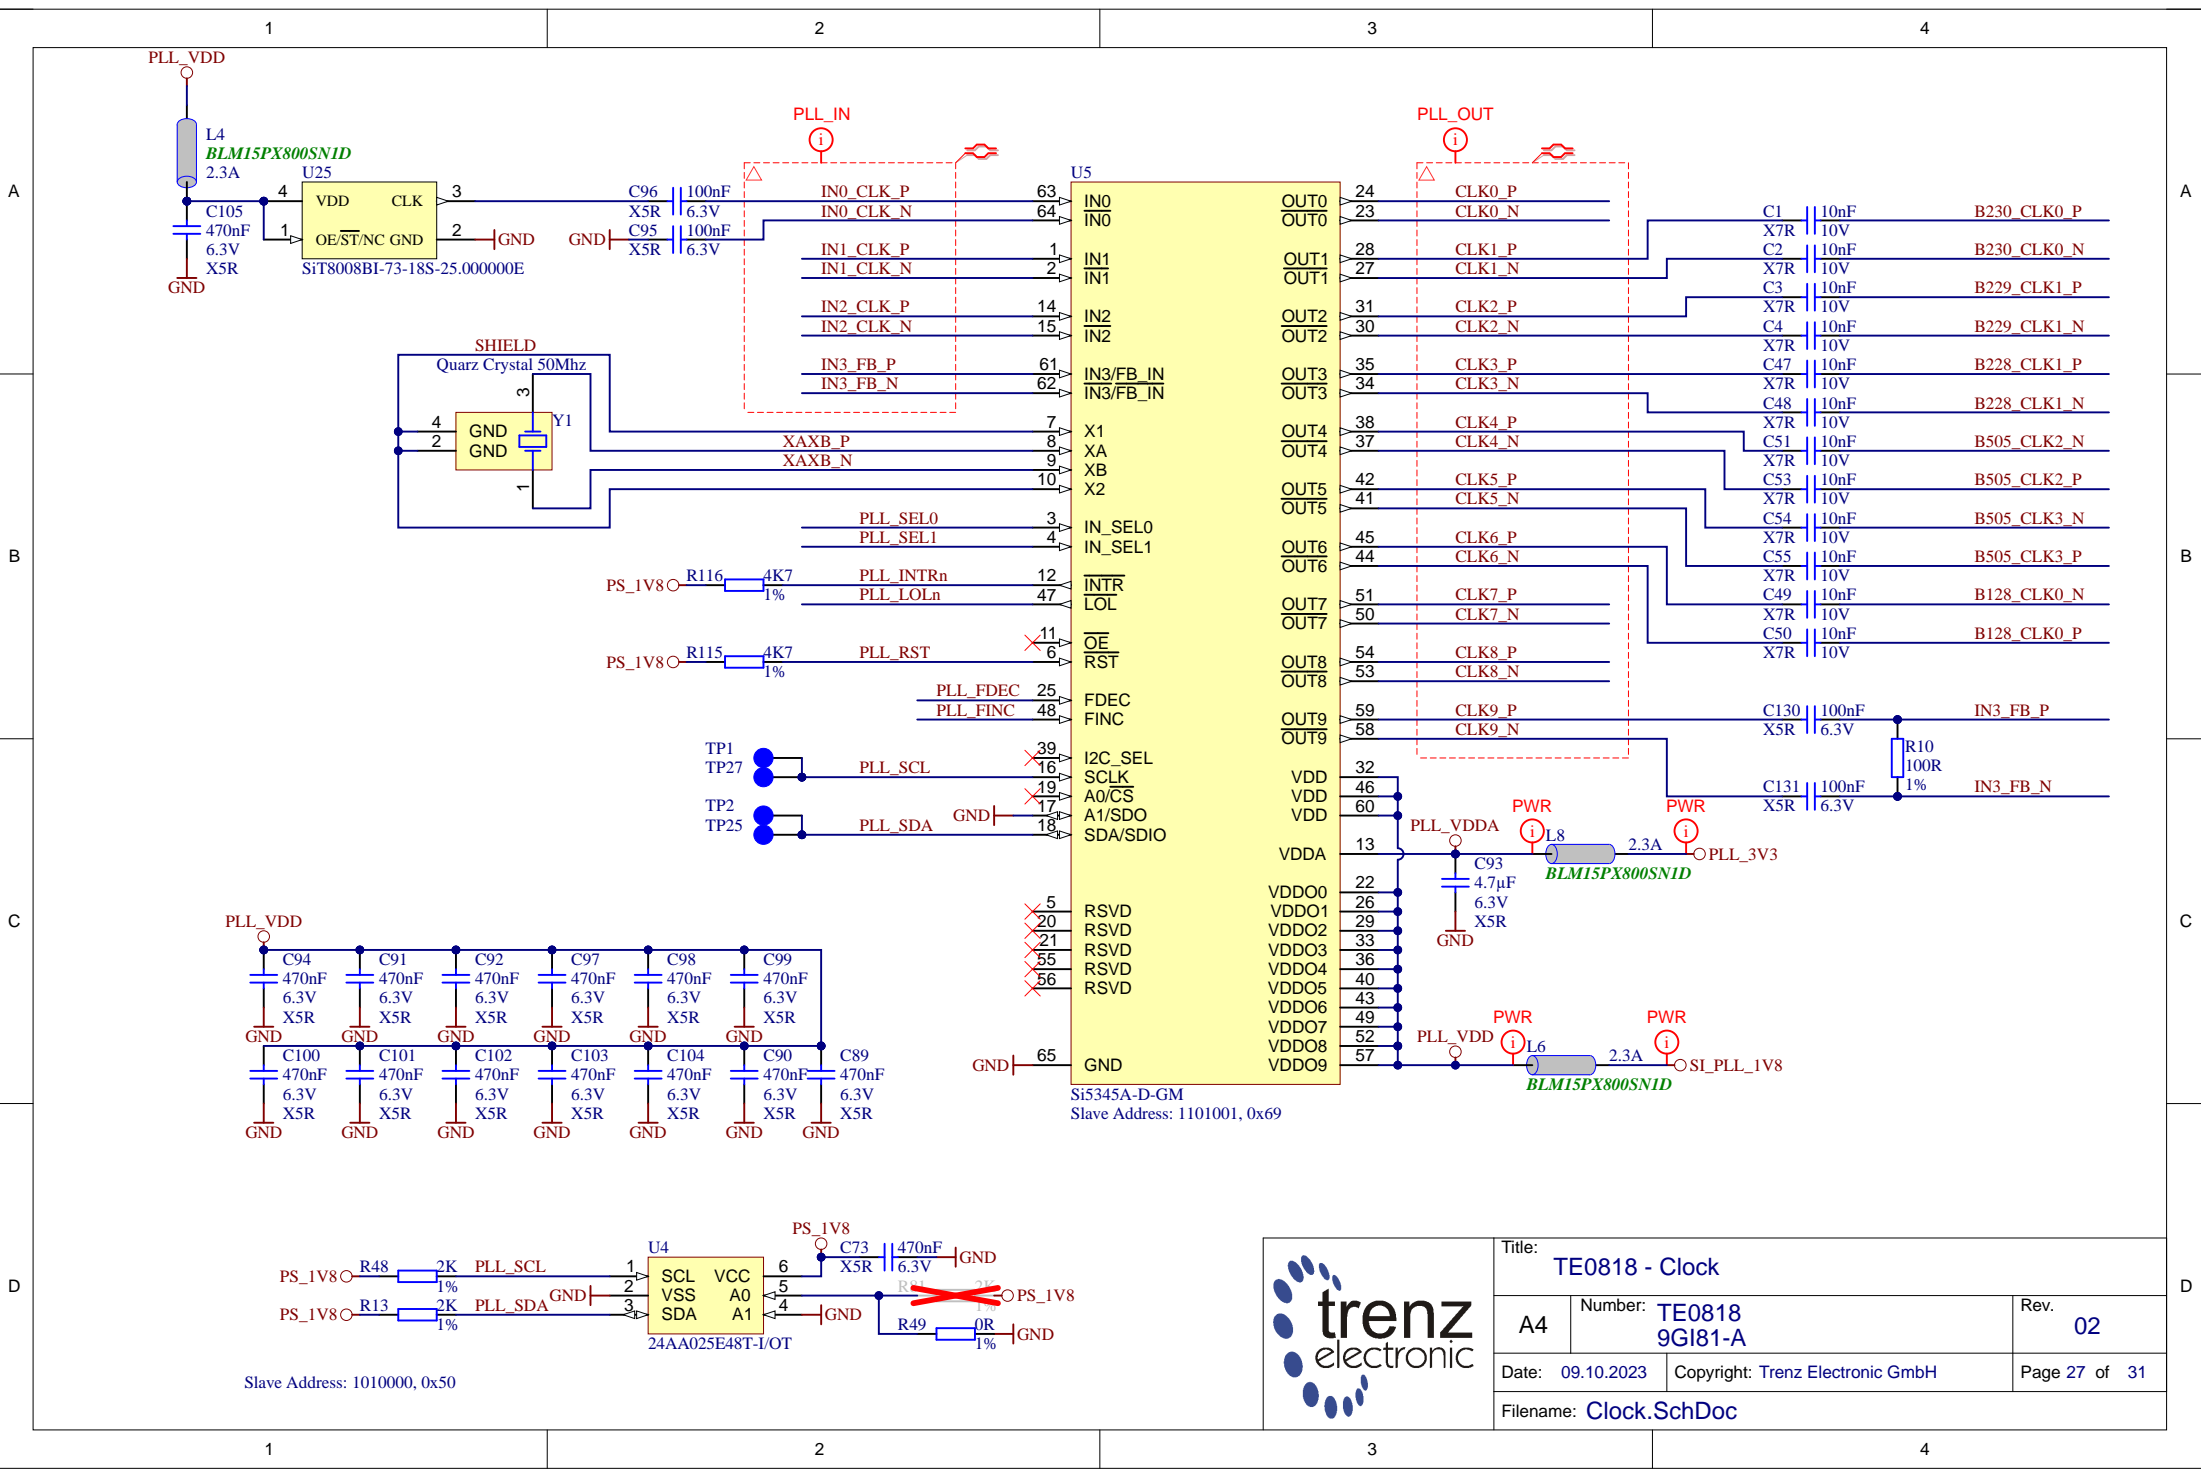 1 2 3 4
A A
B B
C C
D D
1 2 3 4
PLL_VDD
L4
BLM15PX800SN1D
2.3A
C105
470nF
6.3V
X5R
GND
U25
4 VDD CLK 3
1 OE/ST/NC GND 2 GND
SiT8008BI-73-18S-25.000000E
C96 100nF
X5R 6.3V
GND C95 100nF
X5R 6.3V
PLL_IN
i
IN0_CLK_P
IN0_CLK_N
IN1_CLK_P
IN1_CLK_N
IN2_CLK_P
IN2_CLK_N
IN3_FB_P
IN3_FB_N
SHIELD
Quarz Crystal 50Mhz
3
4 GND
2 GND
Y1
1
XAXB_P
XAXB_N
PLL_SEL0
PLL_SEL1
PS_1V8 R116 4K7 PLL_INTRn
1%
PLL_LOLn
PS_1V8 R115 4K7 PLL_RST
1%
PLL_FDEC
PLL_FINC
TP1
TP27
PLL_SCL
TP2
TP25
PLL_SDA
GND
U5
63 IN0
64 IN0
1 IN1
2 IN1
14 IN2
15 IN2
61 IN3/FB_IN
62 IN3/FB_IN
7 X1
8 XA
9 XB
10 X2
3 IN_SEL0
4 IN_SEL1
12 INTR
47 LOL
11 OE
6 RST
25 FDEC
48 FINC
39 I2C_SEL
16 SCLK
19 A0/CS
17 A1/SDO
18 SDA/SDIO
5 RSVD
20 RSVD
21 RSVD
55 RSVD
56 RSVD
GND 65 GND
OUT0 24 CLK0_P
OUT0 23 CLK0_N
OUT1 28 CLK1_P
OUT1 27 CLK1_N
OUT2 31 CLK2_P
OUT2 30 CLK2_N
OUT3 35 CLK3_P
OUT3 34 CLK3_N
OUT4 38 CLK4_P
OUT4 37 CLK4_N
OUT5 42 CLK5_P
OUT5 41 CLK5_N
OUT6 45 CLK6_P
OUT6 44 CLK6_N
OUT7 51 CLK7_P
OUT7 50 CLK7_N
OUT8 54 CLK8_P
OUT8 53 CLK8_N
OUT9 59 CLK9_P
OUT9 58 CLK9_N
VDD 32
VDD 46
VDD 60
VDDA 13
VDDO0 22
VDDO1 26
VDDO2 29
VDDO3 33
VDDO4 36
VDDO5 40
VDDO6 43
VDDO7 49
VDDO8 52
VDDO9 57
Si5345A-D-GM
Slave Address: 1101001, 0x69
PLL_OUT
i
C1 10nF B230_CLK0_P
X7R 10V
C2 10nF B230_CLK0_N
X7R 10V
C3 10nF B229_CLK1_P
X7R 10V
C4 10nF B229_CLK1_N
X7R 10V
C47 10nF B228_CLK1_P
X7R 10V
C48 10nF B228_CLK1_N
X7R 10V
C51 10nF B505_CLK2_N
X7R 10V
C53 10nF B505_CLK2_P
X7R 10V
C54 10nF B505_CLK3_N
X7R 10V
C55 10nF B505_CLK3_P
X7R 10V
C49 10nF B128_CLK0_N
X7R 10V
C50 10nF B128_CLK0_P
X7R 10V
C130 100nF IN3_FB_P
X5R 6.3V
R10
100R
1%
C131 100nF IN3_FB_N
X5R 6.3V
PWR PWR
i i
PLL_VDDA L8 2.3A PLL_3V3
BLM15PX800SN1D
C93
4.7µF
6.3V
X5R
GND
PWR PWR
i i
PLL_VDD L6 2.3A SI_PLL_1V8
BLM15PX800SN1D
PLL_VDD
C94 C91 C92 C97 C98 C99
470nF 470nF 470nF 470nF 470nF 470nF
6.3V 6.3V 6.3V 6.3V 6.3V 6.3V
X5R X5R X5R X5R X5R X5R
GND GND GND GND GND GND
C100 C101 C102 C103 C104 C90 C89
470nF 470nF 470nF 470nF 470nF 470nF 470nF
6.3V 6.3V 6.3V 6.3V 6.3V 6.3V 6.3V
X5R X5R X5R X5R X5R X5R X5R
GND GND GND GND GND GND GND
PS_1V8 R48 2K PLL_SCL
1%
PS_1V8 R13 2K PLL_SDA
1%
GND
U4
1 SCL VCC 6
2 VSS A0 5
3 SDA A1 4 GND
24AA025E48T-I/OT
PS_1V8
C73 470nF GND
X5R 6.3V
R81 2K PS_1V8
1%
R49 0R GND
1%
Slave Address: 1010000, 0x50
trenz
electronic
Title:
TE0818 - Clock
A4
Number: TE0818
9GI81-A
Rev.
02
Date: 09.10.2023
Copyright: Trenz Electronic GmbH
Page 27 of 31
Filename: Clock.SchDoc